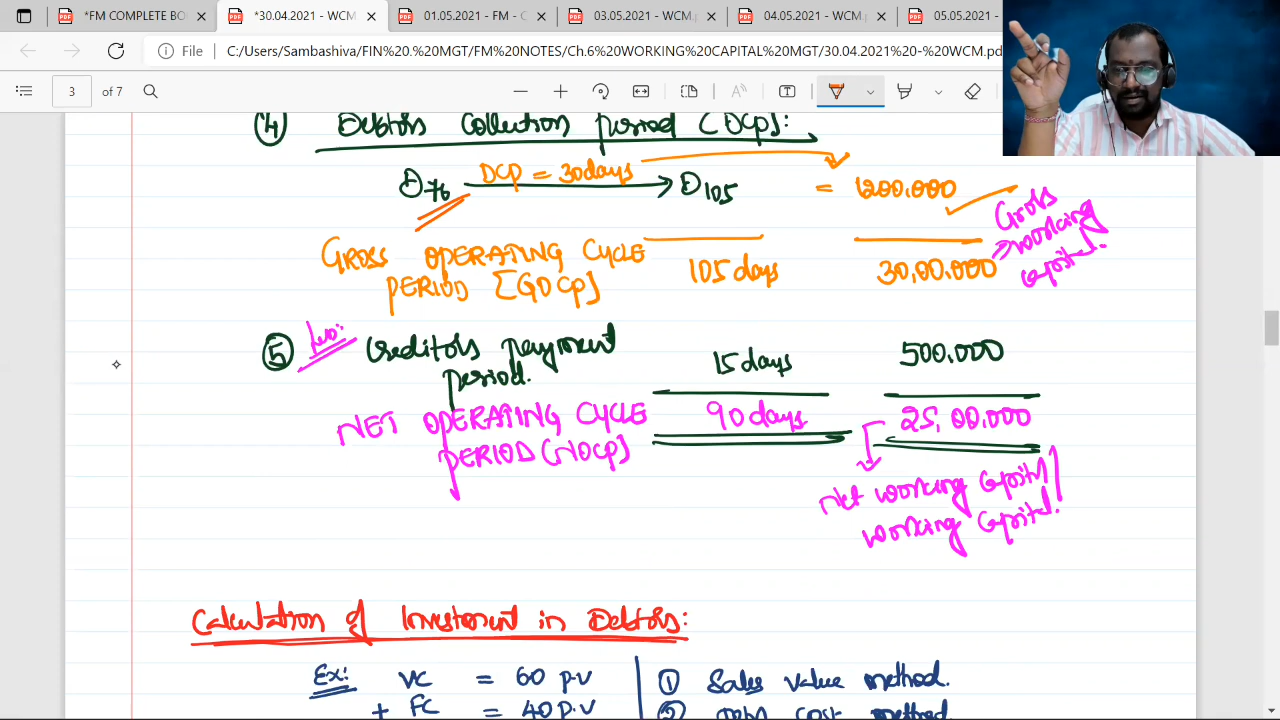 *FM COMPLETE BO
*30.04.2021 - WCM
01.05.2021 - FM - C
03.05.2021 - WCM.p
04.05.2021 - WCM.p
05.05.2021 -
File C:/Users/Sambashiva/FIN%20.%20MGT/FM%20NOTES/Ch.6%20WORKING%20CAPITAL%20MGT/30.04.2021%20-%20WCM.pd
3 of 7
④ Debtors Collection period (DCP):
D76 DCP = 30days D105 = 1200,000
GROSS OPERATING CYCLE PERIOD [GOCP] 105 days 30,00,000
Gross working capital.
⑤ Less: Creditors payment period. 15 days 500,000
NET OPERATING CYCLE PERIOD (NOCP] 90 days 25,00,000
Net working capital/
working capital.
Calculation of Investment in Debtors:
Ex: VC = 60 p.v
+ FC = 40 p.v
① Sales value method.
② cost method